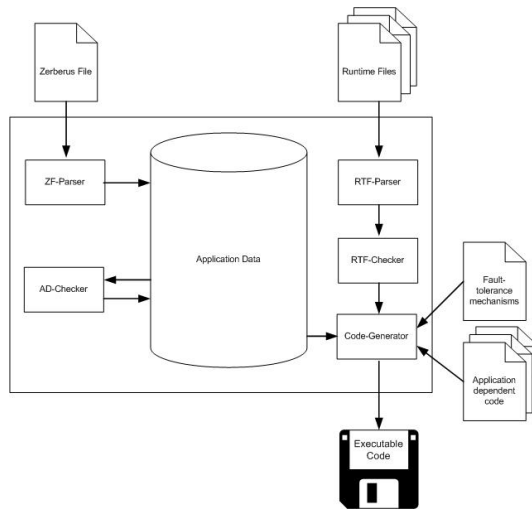 Zerberus File
Runtime Files
ZF-Parser
RTF-Parser
Application Data
RTF-Checker
AD-Checker
Fault-
tolerance
mechanisms
Code-Generator
Application
dependent
code
Executable
Code